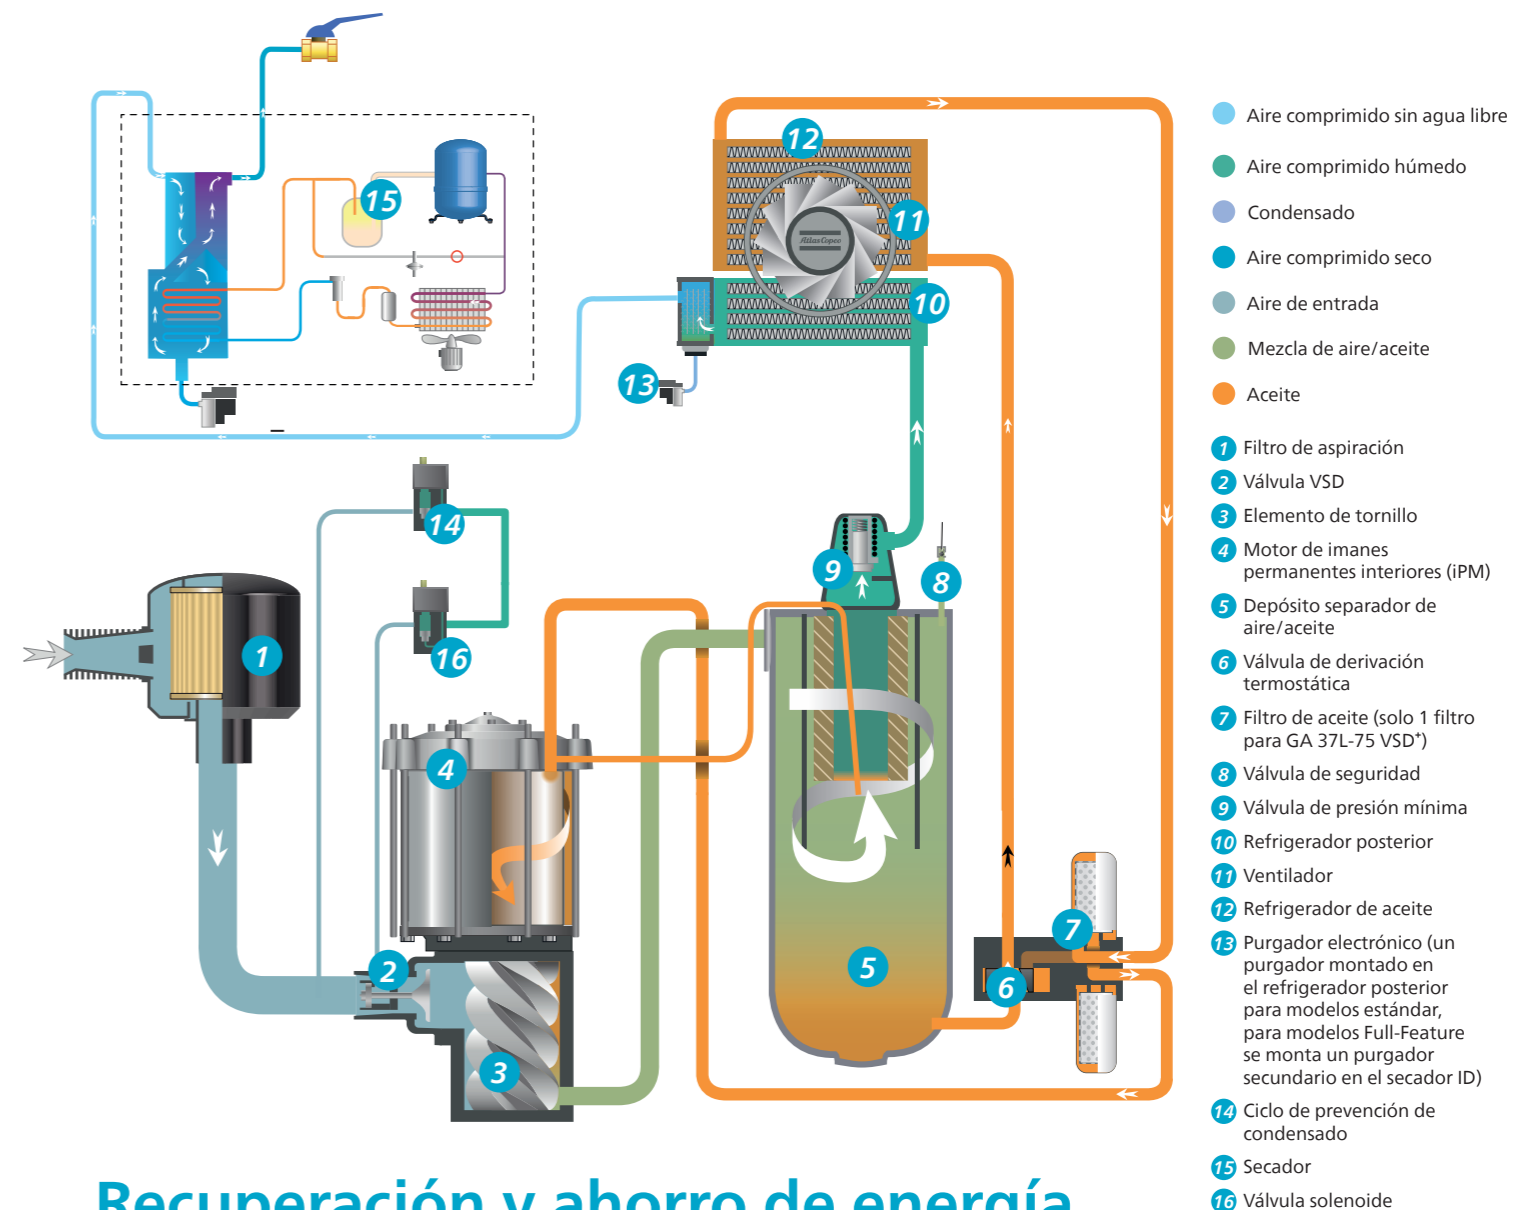 Aire comprimido sin agua libre
Aire comprimido húmedo
Condensado
Aire comprimido seco
Aire de entrada
Mezcla de aire/aceite
Aceite
1 Filtro de aspiración
2 Válvula VSD
3 Elemento de tornillo
4 Motor de imanes
permanentes interiores (iPM)
5 Depósito separador de
aire/aceite
6 Válvula de derivación
termostática
7 Filtro de aceite (solo 1 filtro
para GA 37L-75 VSD⁺)
8 Válvula de seguridad
9 Válvula de presión mínima
10 Refrigerador posterior
11 Ventilador
12 Refrigerador de aceite
13 Purgador electrónico (un
purgador montado en
el refrigerador posterior
para modelos estándar,
para modelos Full-Feature
se monta un purgador
secundario en el secador ID)
14 Ciclo de prevención de
condensado
15 Secador
16 Válvula solenoide
12
11
Atlas Copco
10
15
13
14
16
9
8
1
4
7
5
6
2
3
Recuperación y ahorro de energía